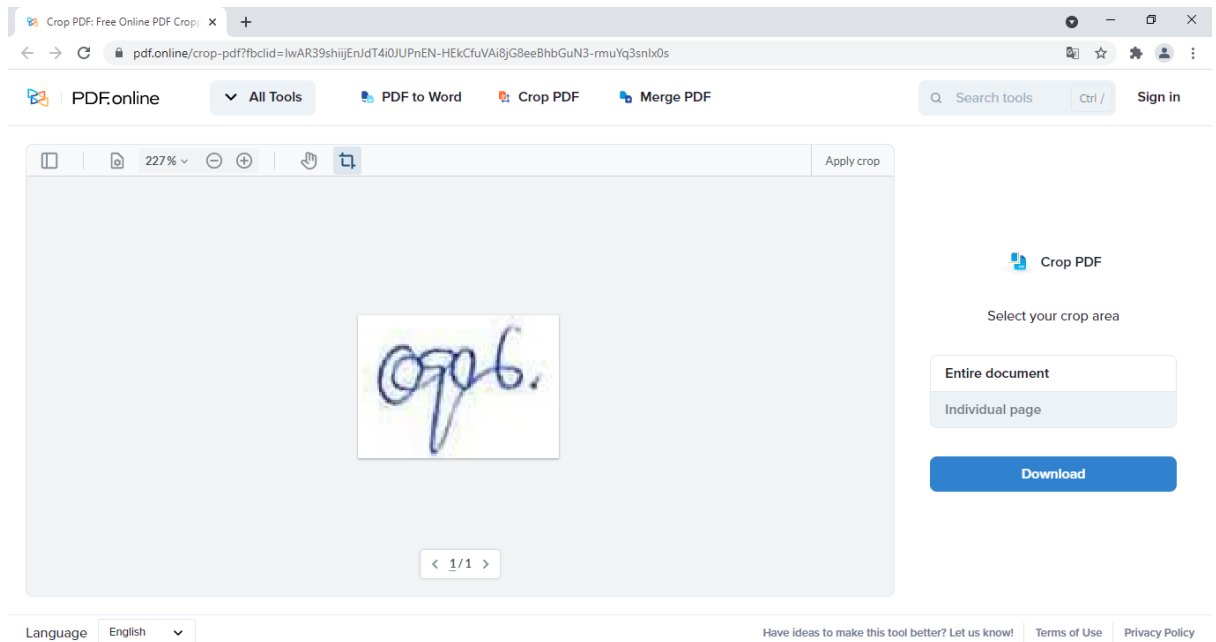 Crop PDF: Free Online PDF Cropp
pdf.online/crop-pdf?fbclid=IwAR39shiijEnJdT4i0JUPnEN-HEkCfuVAi8jG8eeBhbGuN3-rmuYq3snIx0s
PDF.online All Tools PDF to Word Crop PDF Merge PDF Search tools Ctrl / Sign in
227% Apply crop
Crop PDF
Select your crop area
Entire document
Individual page
Download
1/1
Language English Have ideas to make this tool better? Let us know! Terms of Use Privacy Policy